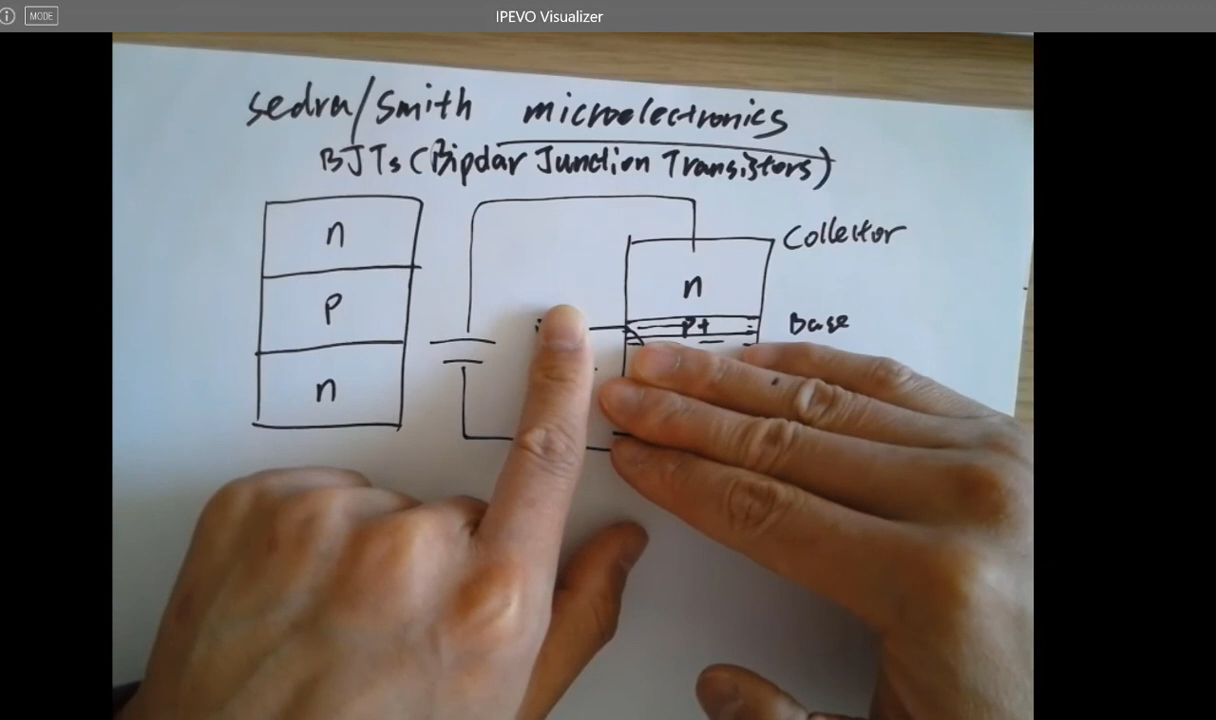 MODE
IPEVO Visualizer
sedra/Smith microelectronics
BJTs (Bipolar Junction Transistors)
n
p
n
Collector
n
P+
Base